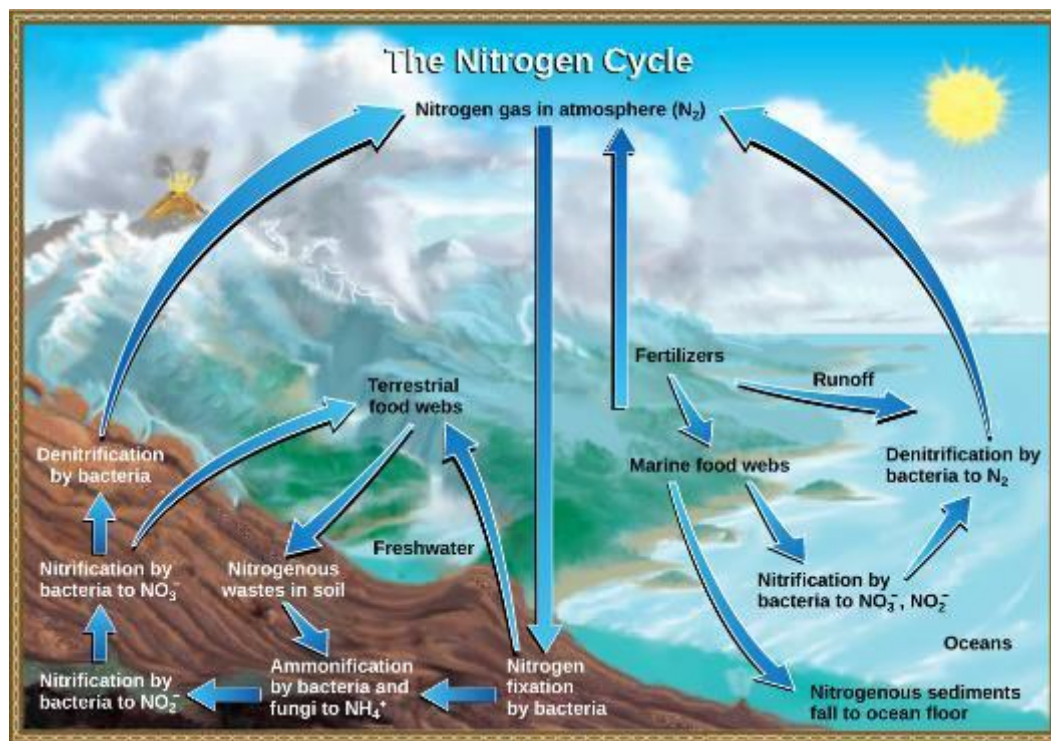 The Nitrogen Cycle
Nitrogen gas in atmosphere (N₂)
Fertilizers
Runoff
Terrestrial
food webs
Denitrification
by bacteria
Marine food webs
Denitrification by
bacteria to N₂
Freshwater
Nitrification by
bacteria to NO₃⁻
Nitrogenous
wastes in soil
Nitrification by
bacteria to NO₃⁻, NO₂⁻
Oceans
Nitrification by
bacteria to NO₂⁻
Ammonification
by bacteria and
fungi to NH₄⁺
Nitrogen
fixation
by bacteria
Nitrogenous sediments
fall to ocean floor